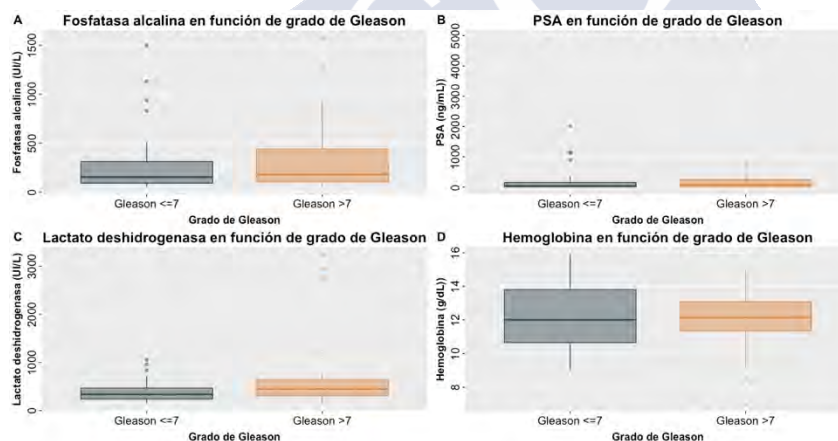 A Fosfatasa alcalina en función de grado de Gleason
Fosfatasa alcalina (UI/L)
1500
1000
500
0
Gleason <=7 Gleason >7
Grado de Gleason
B PSA en función de grado de Gleason
PSA (ng/mL))
5000
4000
3000
2000
1000
0
Gleason <=7 Gleason >7
Grado de Gleason
C Lactato deshidrogenasa en función de grado de Gleason
Lactato deshidrogenasa (UI/L)
3000
2000
1000
0
Gleason <=7 Gleason >7
Grado de Gleason
D Hemoglobina en función de grado de Gleason
Hemoglobina (g/dL))
16
14
12
10
8
Gleason <=7 Gleason >7
Grado de Gleason